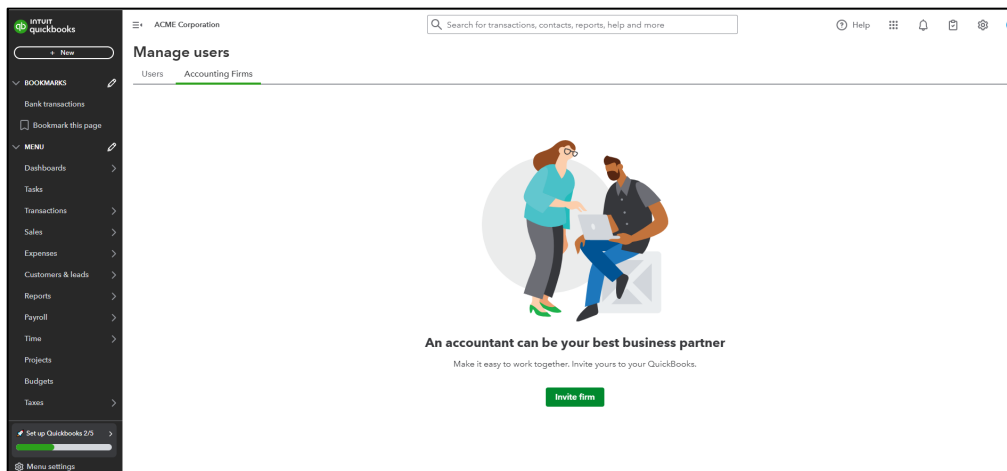 INTUIT
quickbooks
ACME Corporation
Search for transactions, contacts, reports, help and more
Help
+ New
Manage users
Users
Accounting Firms
BOOKMARKS
Bank transactions
Bookmark this page
MENU
Dashboards
Tasks
Transactions
Sales
Expenses
Customers & leads
Reports
Payroll
Time
Projects
Budgets
Taxes
Set up Quickbooks 2/5
Menu settings
An accountant can be your best business partner
Make it easy to work together. Invite yours to your QuickBooks.
Invite firm